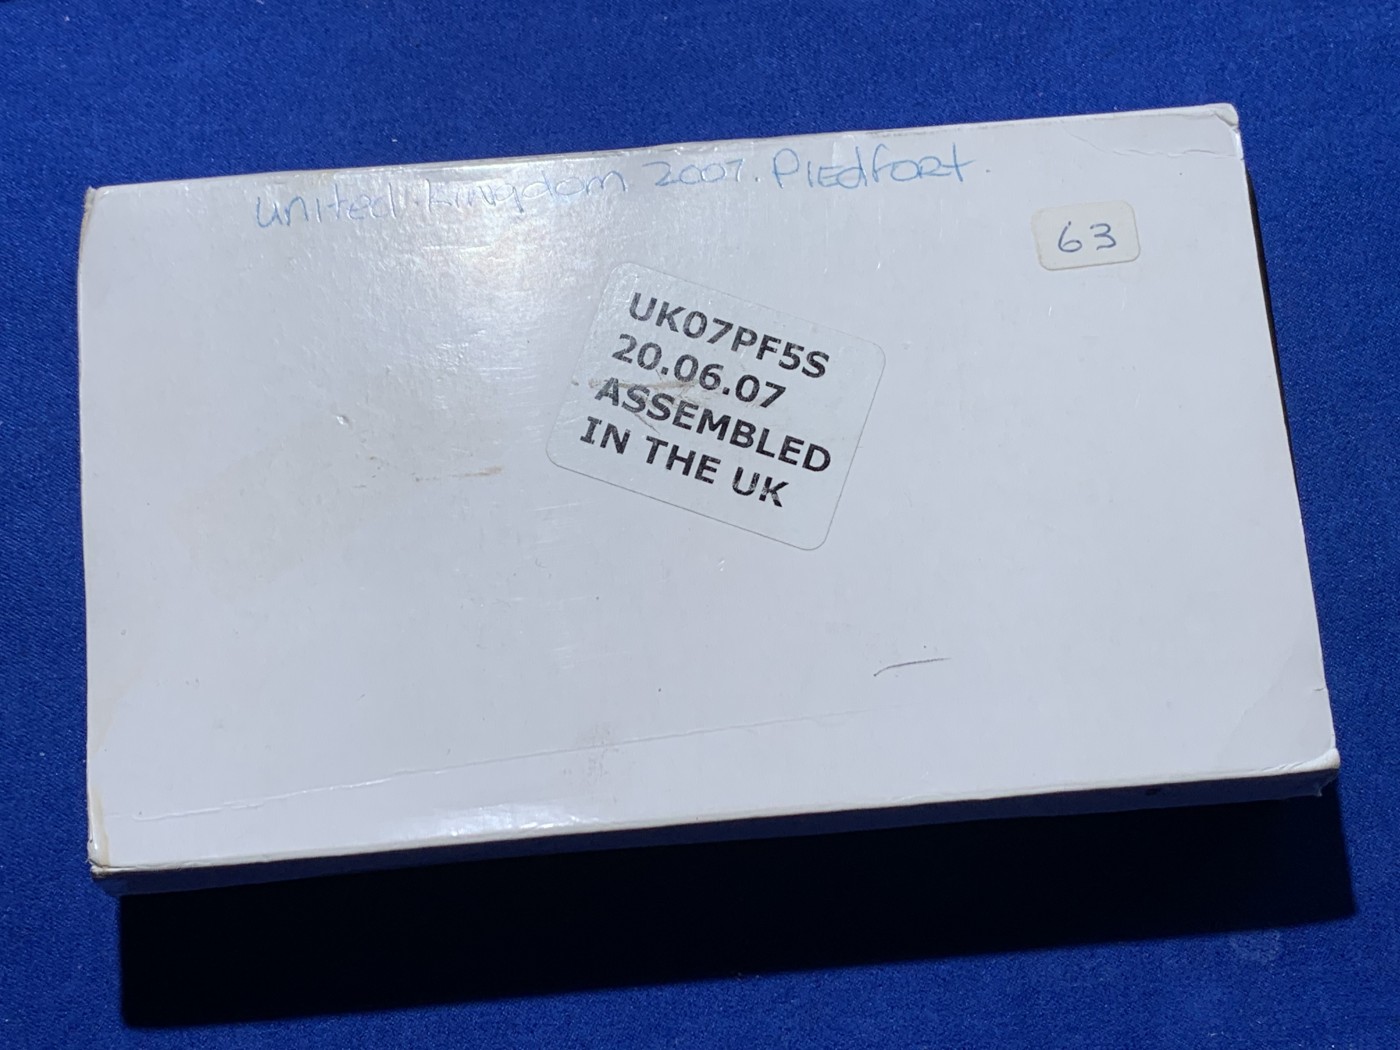 United Kingdom 2007. PIEdfORT.
63
UK07PF5S
20.06.07
ASSEMBLED
IN THE UK